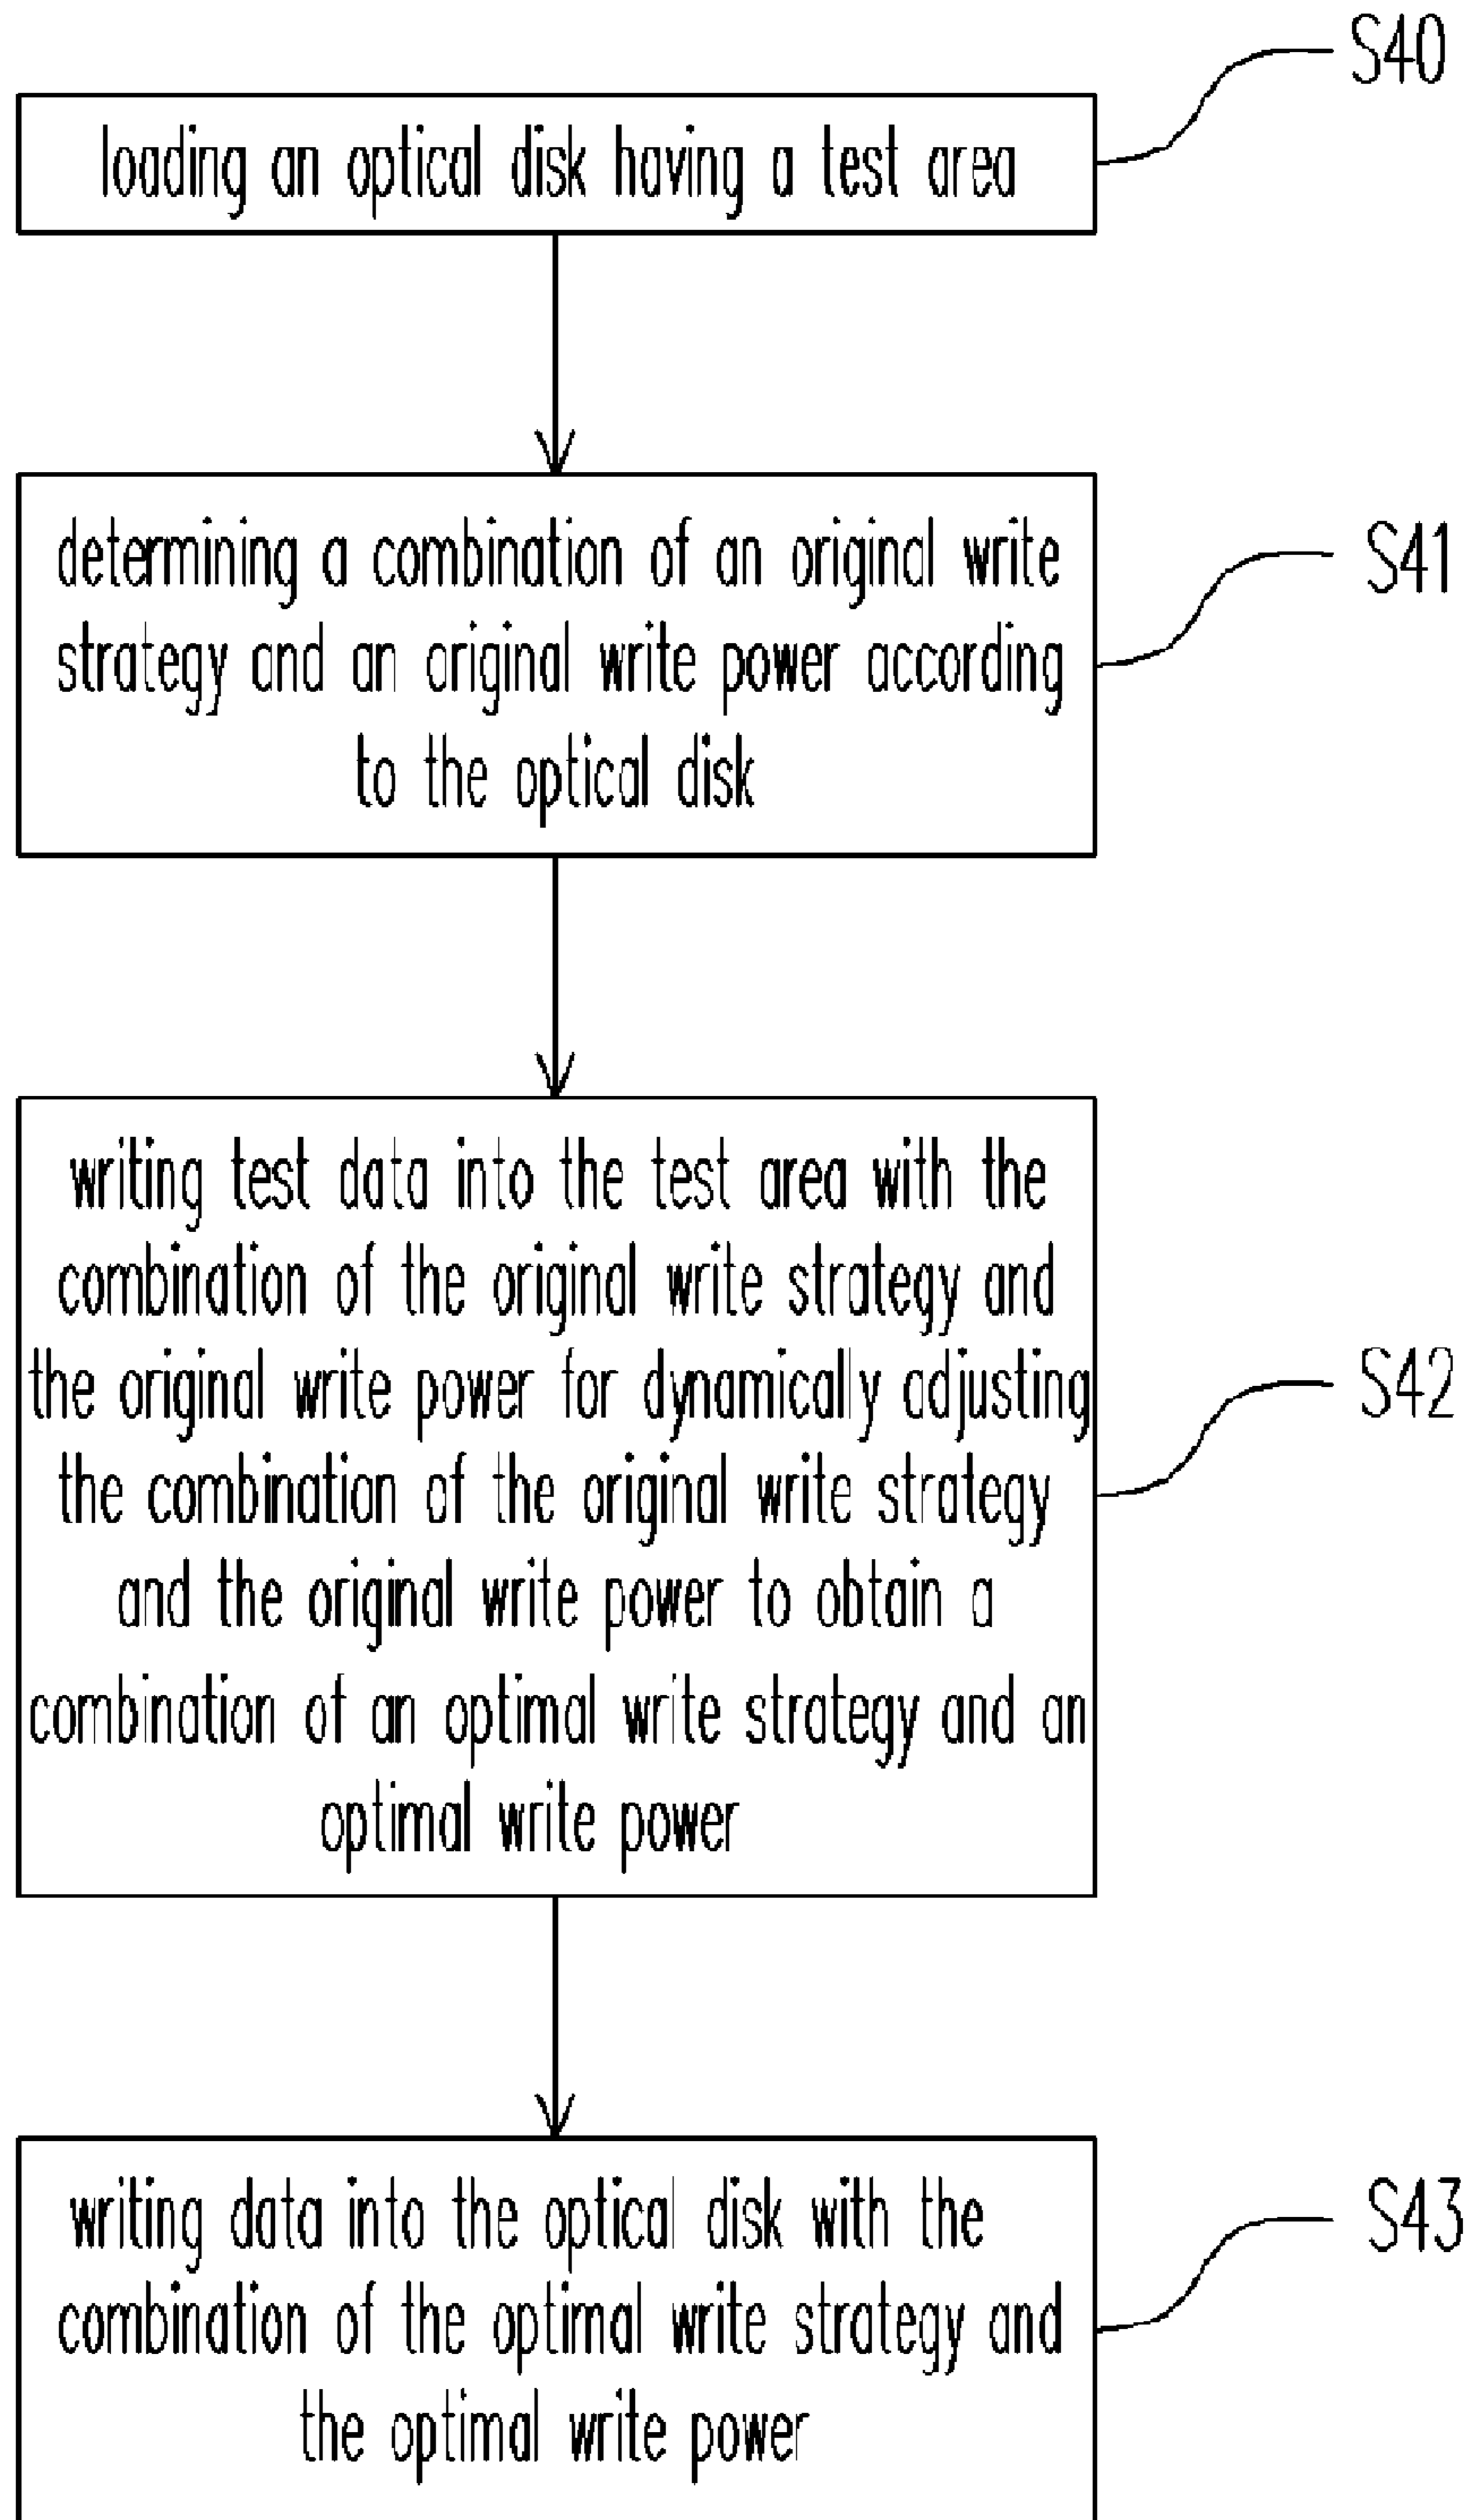 S40
loading an optical disk having a test area
determining a combination of an original write
strategy and an original write power according
to the optical disk
S41
writing test data into the test area with the
combination of the original write strategy and
the original write power for dynamically adjusting
the combination of the original write strategy
and the original write power to obtain a
combination of an optimal write strategy and an
optimal write power
S42
writing data into the optical disk with the
combination of the optimal write strategy and
the optimal write power
S43